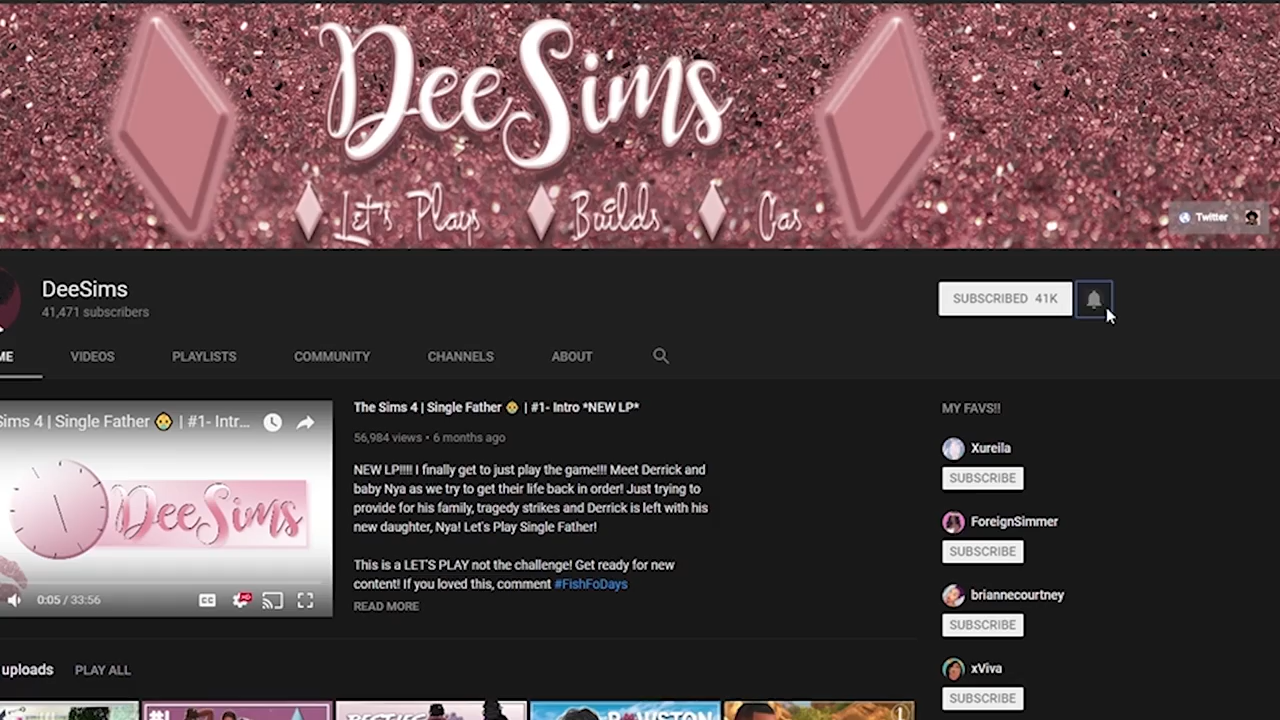 DeeSims
Let's Plays Builds Cas
Twitter
DeeSims
41,471 subscribers
SUBSCRIBED 41K
ME VIDEOS PLAYLISTS COMMUNITY CHANNELS ABOUT
Sims 4 | Single Father 👶 | #1- Intr...
DeeSims
0:05 / 33:56
CC
HD
The Sims 4 | Single Father 👶 | #1- Intro *NEW LP*
56,984 views • 6 months ago
NEW LP!!!! I finally get to just play the game!!! Meet Derrick and
baby Nya as we try to get their life back in order! Just trying to
provide for his family, tragedy strikes and Derrick is left with his
new daughter, Nya! Let's Play Single Father!
This is a LET'S PLAY not the challenge! Get ready for new
content! If you loved this, comment #FishFoDays
READ MORE
MY FAVS!!
Xureila
SUBSCRIBE
ForeignSimmer
SUBSCRIBE
briannecourtney
SUBSCRIBE
xViva
SUBSCRIBE
uploads PLAY ALL
#1